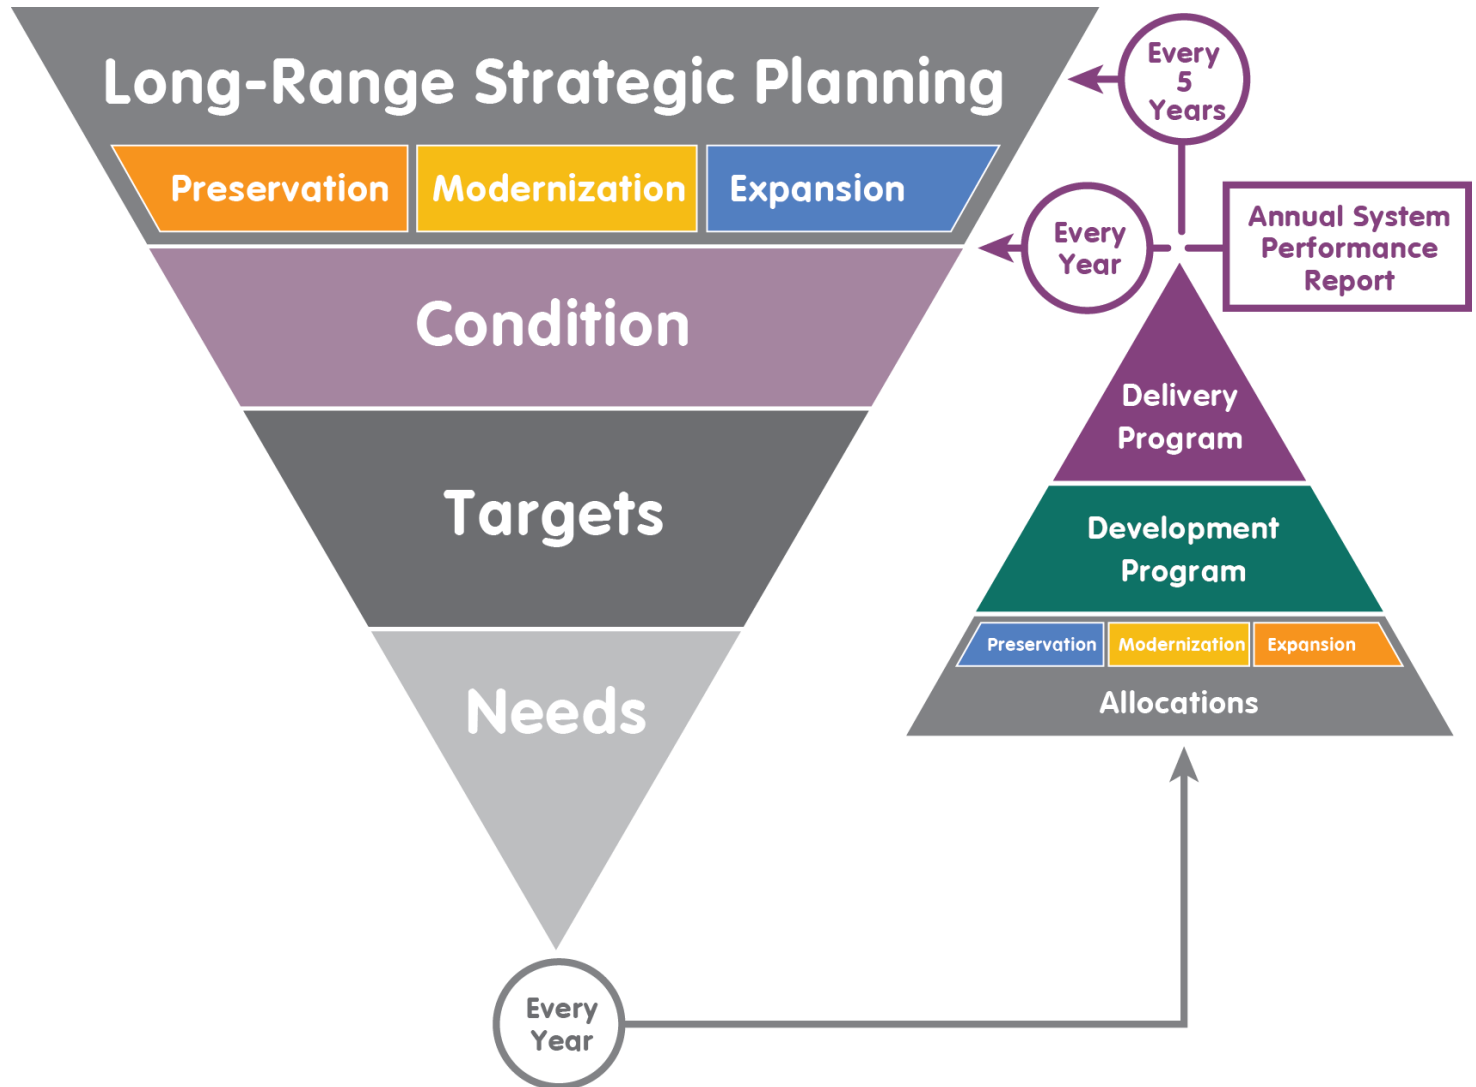 Long-Range Strategic Planning
Preservation
Modernization
Expansion
Condition
Targets
Needs
Every
Year
Every
5
Years
Every
Year
Annual System
Performance
Report
Delivery
Program
Development
Program
Preservation
Modernization
Expansion
Allocations